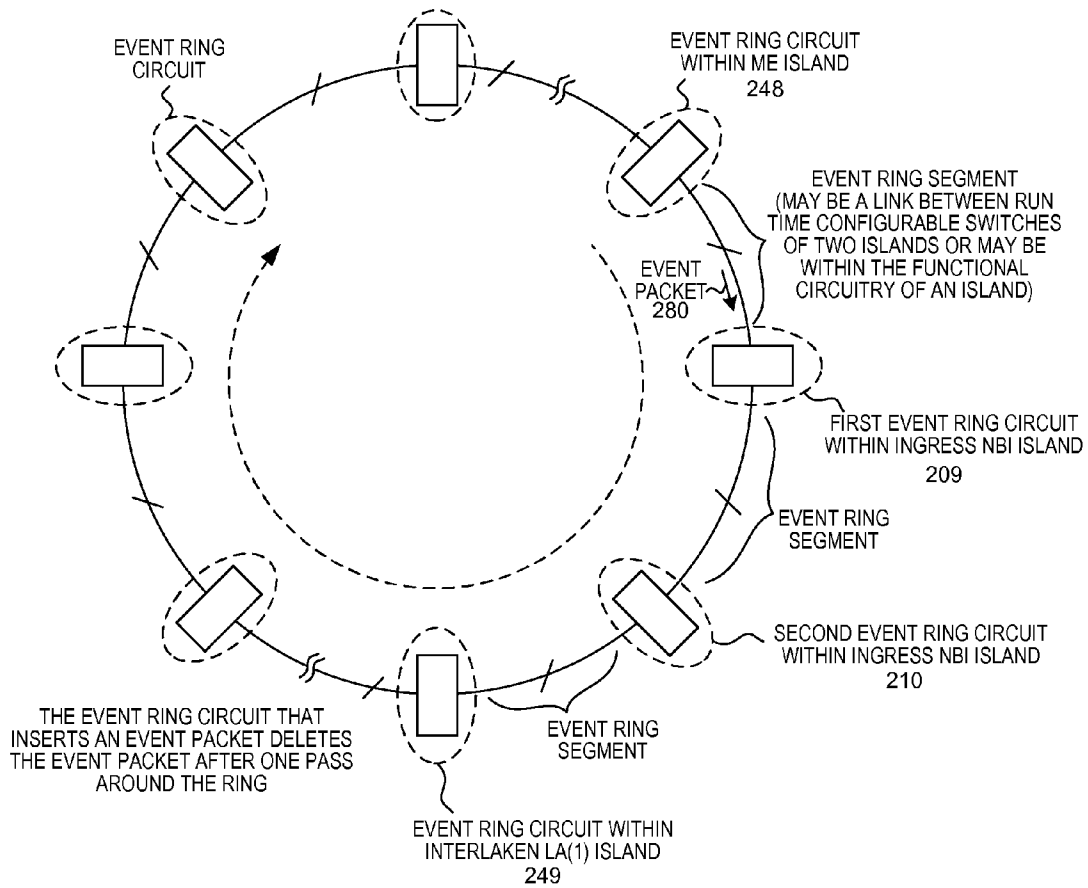 EVENT RING
CIRCUIT
EVENT RING CIRCUIT
WITHIN ME ISLAND
248
EVENT RING SEGMENT
(MAY BE A LINK BETWEEN RUN
TIME CONFIGURABLE SWITCHES
OF TWO ISLANDS OR MAY BE
WITHIN THE FUNCTIONAL
CIRCUITRY OF AN ISLAND)
EVENT
PACKET
280
FIRST EVENT RING CIRCUIT
WITHIN INGRESS NBI ISLAND
209
EVENT RING
SEGMENT
SECOND EVENT RING CIRCUIT
WITHIN INGRESS NBI ISLAND
210
EVENT RING
SEGMENT
THE EVENT RING CIRCUIT THAT
INSERTS AN EVENT PACKET DELETES
THE EVENT PACKET AFTER ONE PASS
AROUND THE RING
EVENT RING CIRCUIT WITHIN
INTERLAKEN LA(1) ISLAND
249